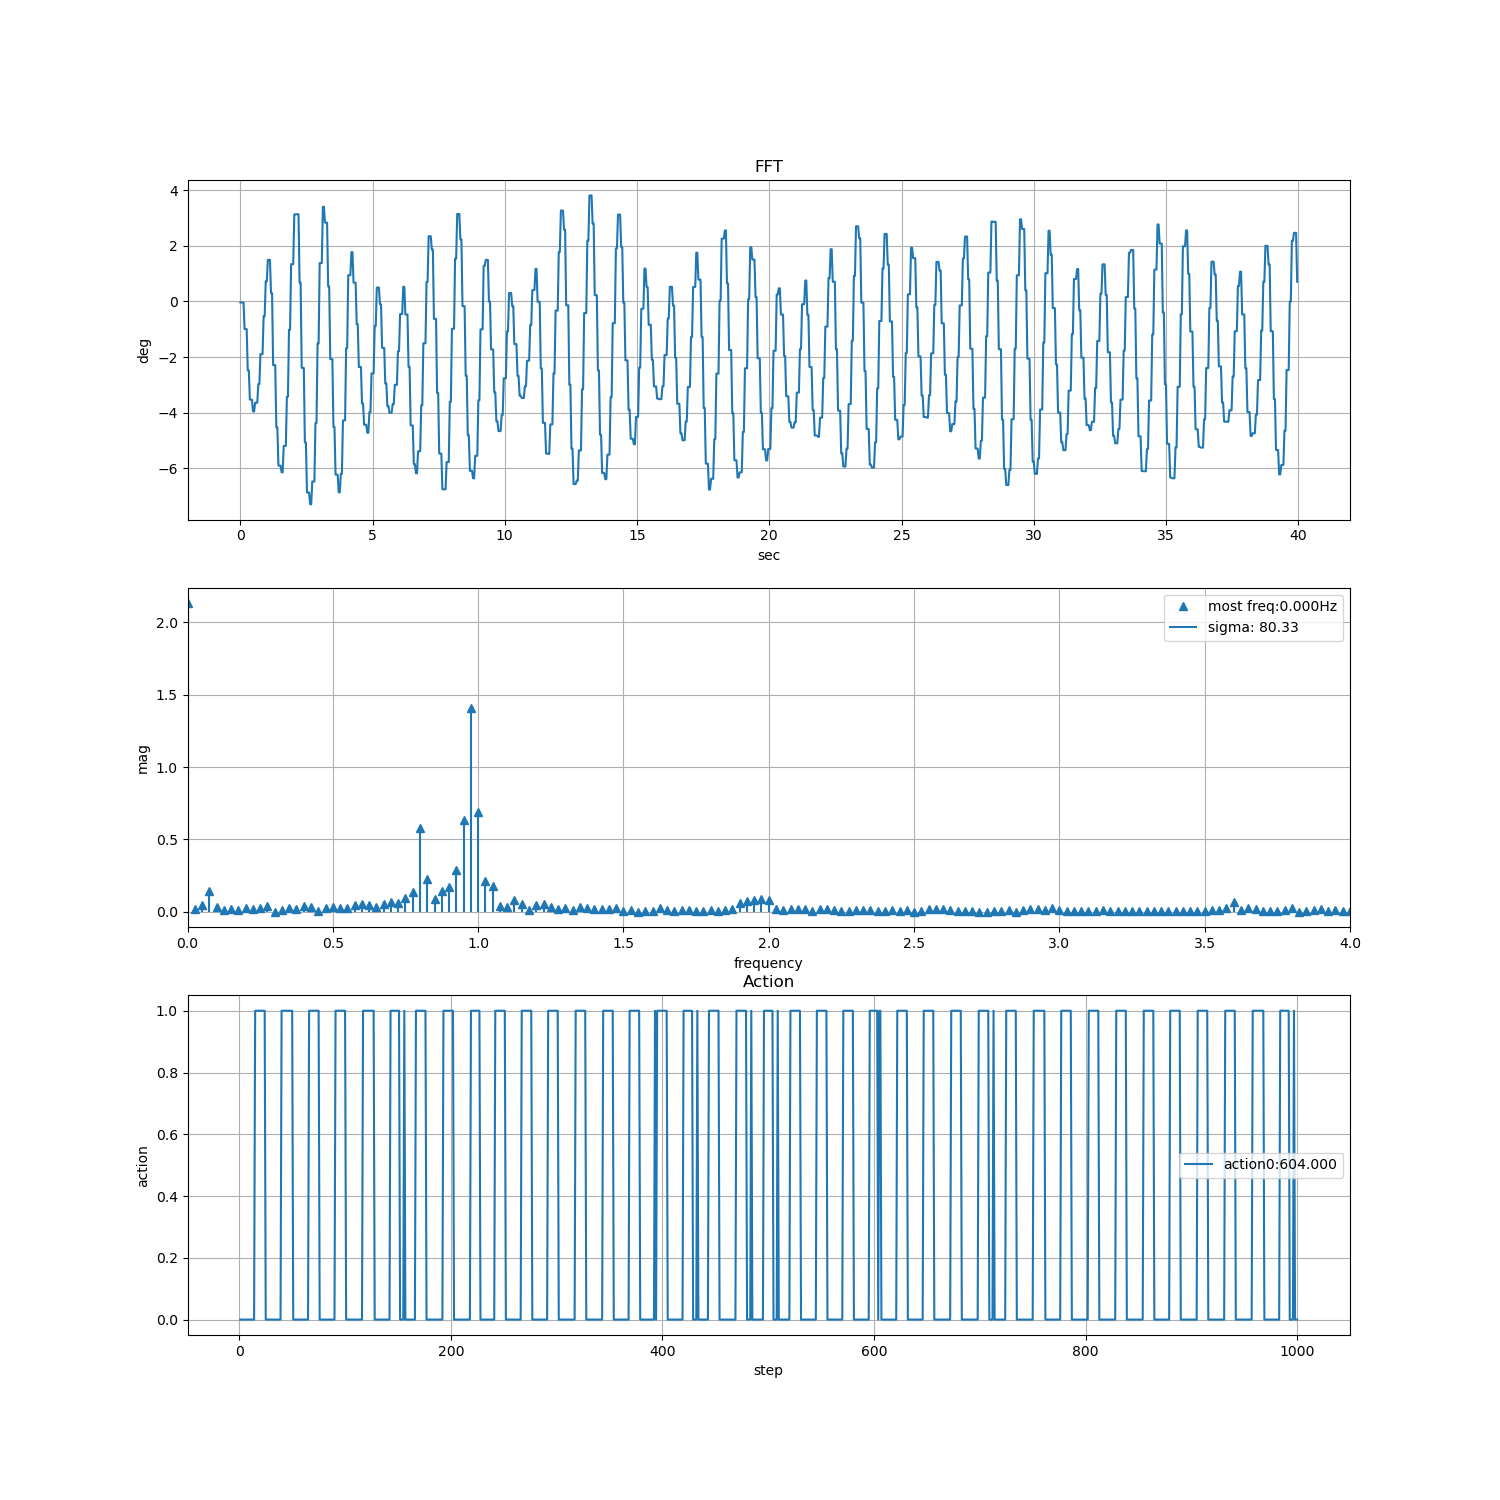 FFT
4
2
0
−2
−4
−6
deg
0 5 10 15 20 25 30 35 40
sec
most freq:0.000Hz
sigma: 80.33
2.0
1.5
1.0
0.5
0.0
mag
0.0 0.5 1.0 1.5 2.0 2.5 3.0 3.5 4.0
frequency
Action
1.0
0.8
0.6
0.4
0.2
0.0
action
action0:604.000
0 200 400 600 800 1000
step